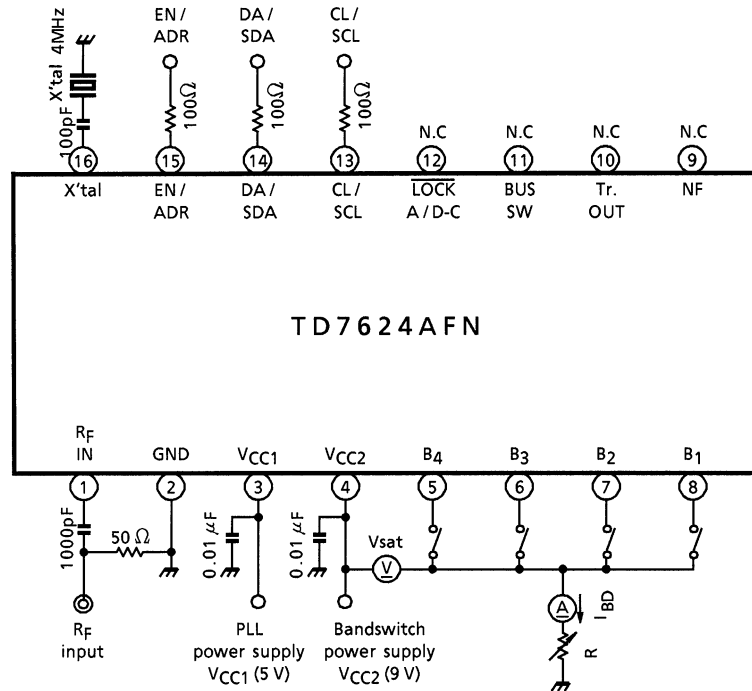 X'tal 4MHz
100pF
EN /
ADR
100Ω
DA /
SDA
100Ω
CL /
SCL
100Ω
N.C
N.C
N.C
N.C
16
15
14
13
12
11
10
9
X'tal
EN /
ADR
DA /
SDA
CL /
SCL
LOCK
A / D-C
BUS
SW
Tr.
OUT
NF
TD7624AFN
RF
IN
GND
VCC1
VCC2
B4
B3
B2
B1
1
2
3
4
5
6
7
8
1000pF
50 Ω
0.01 μF
0.01 μF
Vsat
V
A
IBD
R
RF
input
PLL
power supply
VCC1 (5 V)
Bandswitch
power supply
VCC2 (9 V)